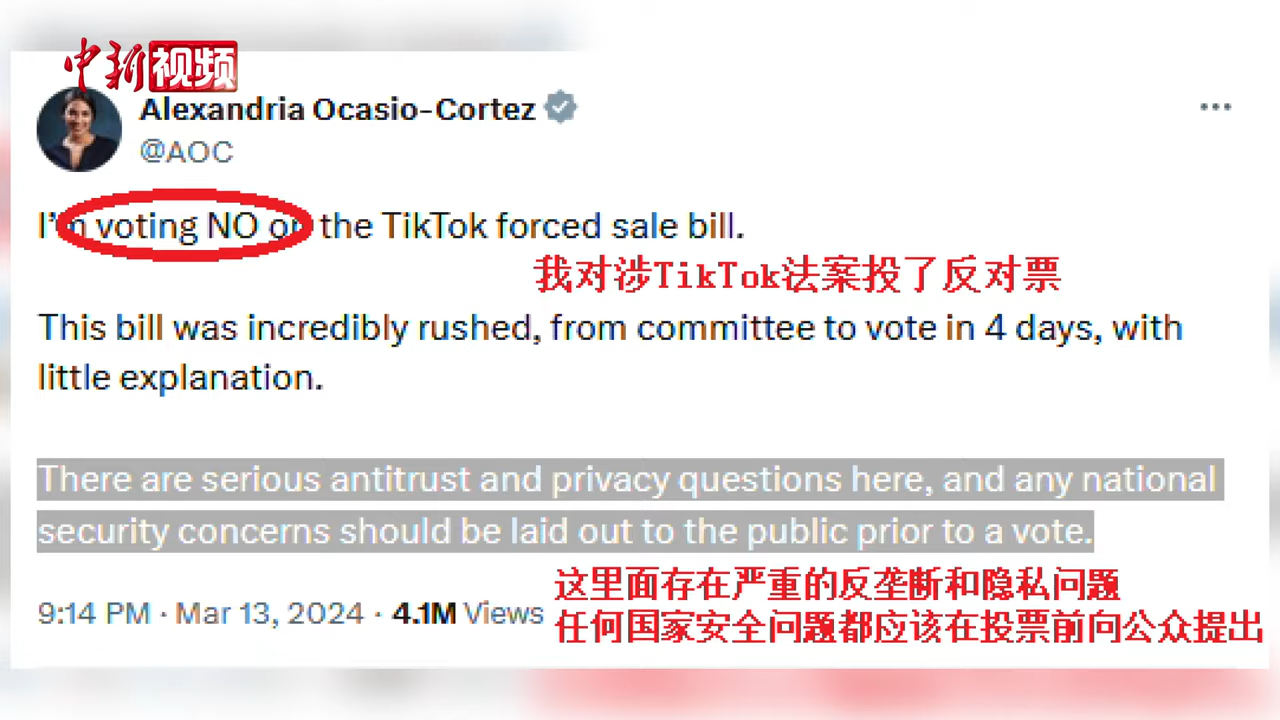 中新视频
Alexandria Ocasio-Cortez
@AOC
I'm voting NO on the TikTok forced sale bill.
我对涉TikTok法案投了反对票
This bill was incredibly rushed, from committee to vote in 4 days, with
little explanation.
There are serious antitrust and privacy questions here, and any national
security concerns should be laid out to the public prior to a vote.
这里面存在严重的反垄断和隐私问题
9:14 PM · Mar 13, 2024 · 4.1M Views
任何国家安全问题都应该在投票前向公众提出